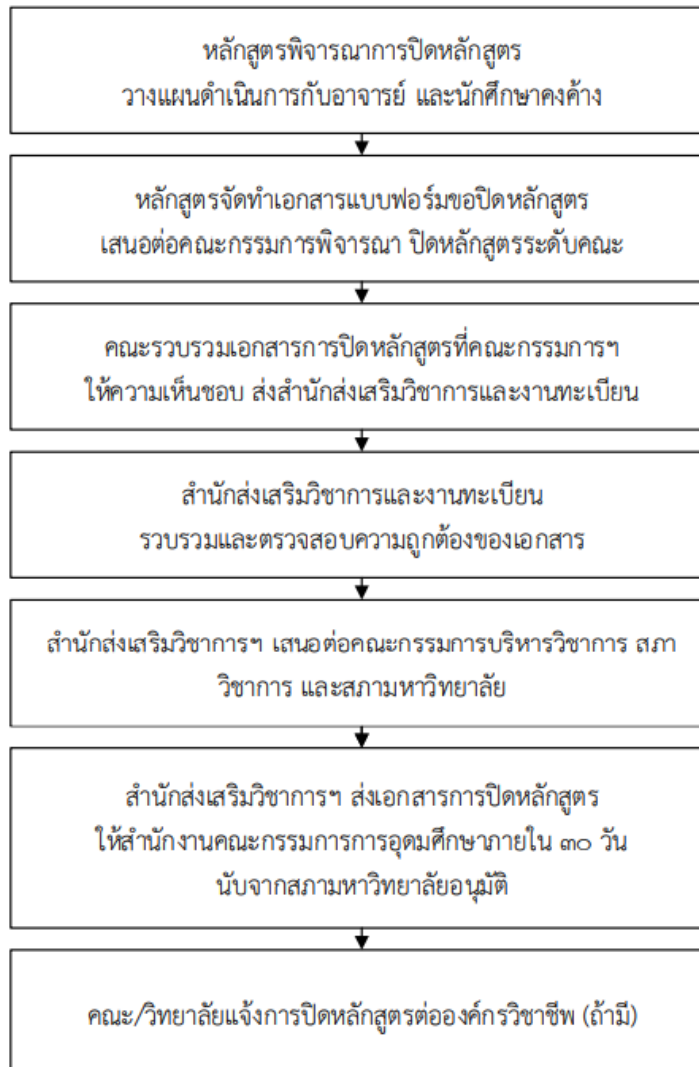 หลักสูตรพิจารณาการปิดหลักสูตร
วางแผนดำเนินการกับอาจารย์ และนักศึกษาคงค้าง
หลักสูตรจัดทำเอกสารแบบฟอร์มขอปิดหลักสูตร
เสนอต่อคณะกรรมการพิจารณา ปิดหลักสูตรระดับคณะ
คณะรวบรวมเอกสารการปิดหลักสูตรที่คณะกรรมการฯ
ให้ความเห็นชอบ ส่งสำนักส่งเสริมวิชาการและงานทะเบียน
สำนักส่งเสริมวิชาการและงานทะเบียน
รวบรวมและตรวจสอบความถูกต้องของเอกสาร
สำนักส่งเสริมวิชาการฯ เสนอต่อคณะกรรมการบริหารวิชาการ สภา
วิชาการ และสภามหาวิทยาลัย
สำนักส่งเสริมวิชาการฯ ส่งเอกสารการปิดหลักสูตร
ให้สำนักงานคณะกรรมการการอุดมศึกษาภายใน ๓๐ วัน
นับจากสภามหาวิทยาลัยอนุมัติ
คณะ/วิทยาลัยแจ้งการปิดหลักสูตรต่อองค์กรวิชาชีพ (ถ้ามี)